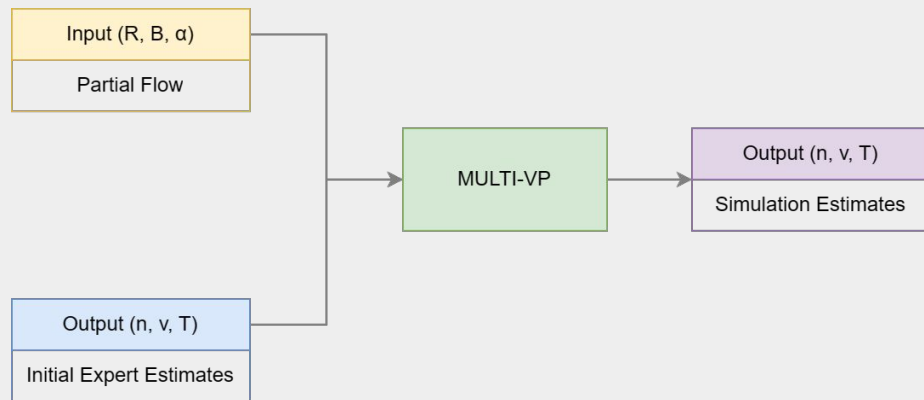 Input (R, B, α)
Partial Flow
MULTI-VP
Output (n, v, T)
Simulation Estimates
Output (n, v, T)
Initial Expert Estimates